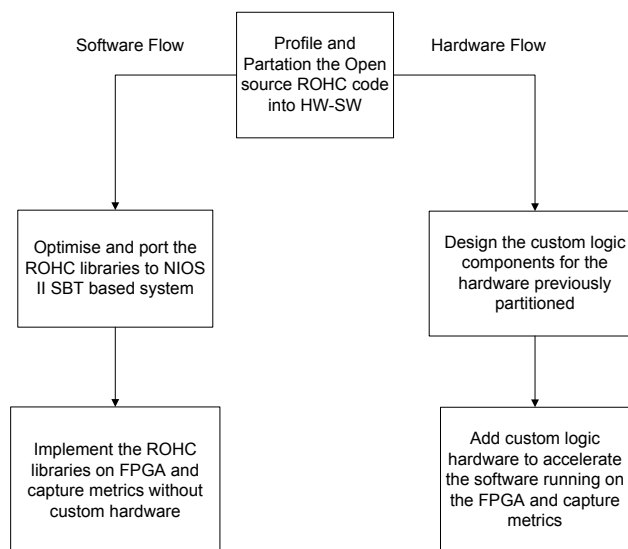 Software Flow
Profile and
Partation the Open
source ROHC code
into HW-SW
Hardware Flow
Optimise and port the
ROHC libraries to NIOS
II SBT based system
Design the custom logic
components for the
hardware previously
partitioned
Implement the ROHC
libraries on FPGA and
capture metrics without
custom hardware
Add custom logic
hardware to accelerate
the software running on
the FPGA and capture
metrics